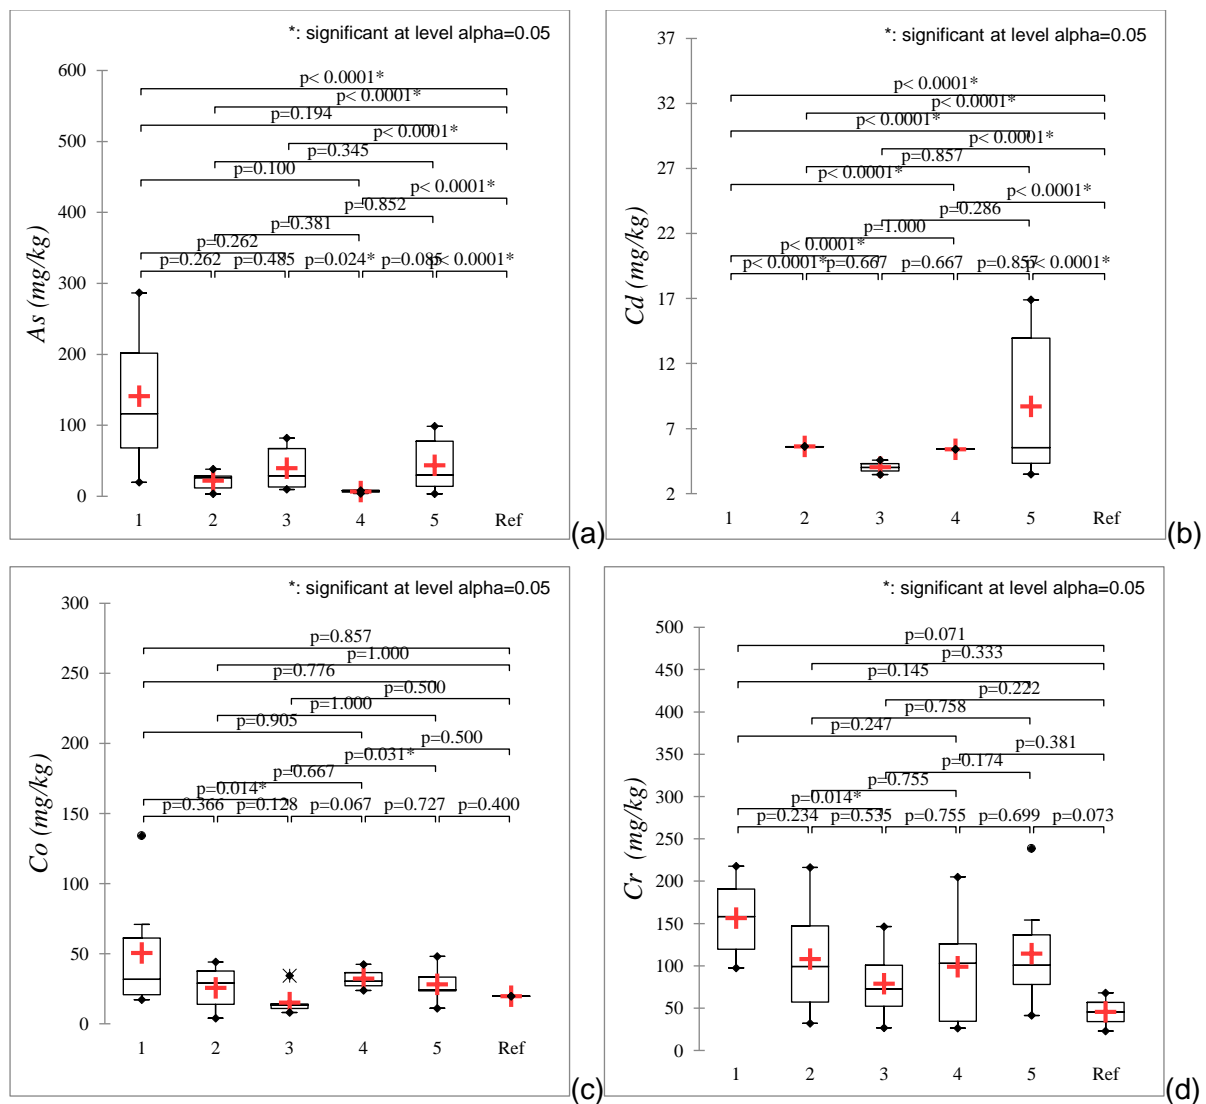 *: significant at level alpha=0.05
600
p< 0.0001*
p< 0.0001*
p=0.194
500
p< 0.0001*
p=0.345
p=0.100
p< 0.0001*
400
p=0.852
p=0.381
p=0.262
p=0.262 p=0.485 p=0.024* p=0.085 p< 0.0001*
300
200
100
0
As (mg/kg)
1 2 3 4 5 Ref
(a)
*: significant at level alpha=0.05
37
p< 0.0001*
32
p< 0.0001*
p< 0.0001*
p< 0.0001*
27
p=0.857
p< 0.0001*
p< 0.0001*
22
p=0.286
p=1.000
p< 0.0001*
p< 0.0001* p=0.667 p=0.667 p=0.857 p< 0.0001*
17
12
7
2
Cd (mg/kg)
1 2 3 4 5 Ref
(b)
*: significant at level alpha=0.05
300
p=0.857
p=1.000
250
p=0.776
p=0.500
p=1.000
p=0.905
200
p=0.500
p=0.031*
p=0.667
p=0.014*
p=0.366 p=0.128 p=0.067 p=0.727 p=0.400
150
100
50
0
Co (mg/kg)
1 2 3 4 5 Ref
(c)
*: significant at level alpha=0.05
500
p=0.071
p=0.333
450
p=0.145
p=0.222
400
p=0.758
p=0.247
350
p=0.381
p=0.174
p=0.755
300
p=0.014*
p=0.234 p=0.535 p=0.755 p=0.699 p=0.073
250
200
150
100
50
0
Cr (mg/kg)
1 2 3 4 5 Ref
(d)